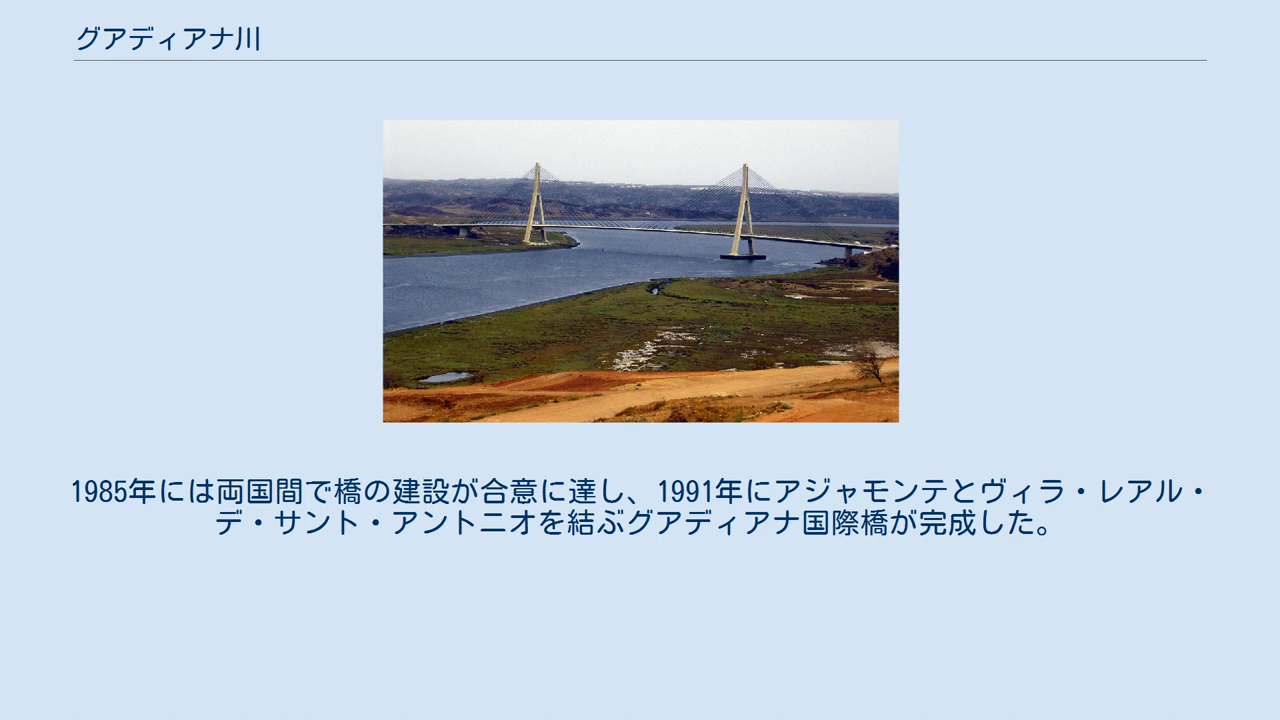 グアディアナ川
1985年には両国間で橋の建設が合意に達し、1991年にアジャモンテとヴィラ・レアル・
デ・サント・アントニオを結ぶグアディアナ国際橋が完成した。